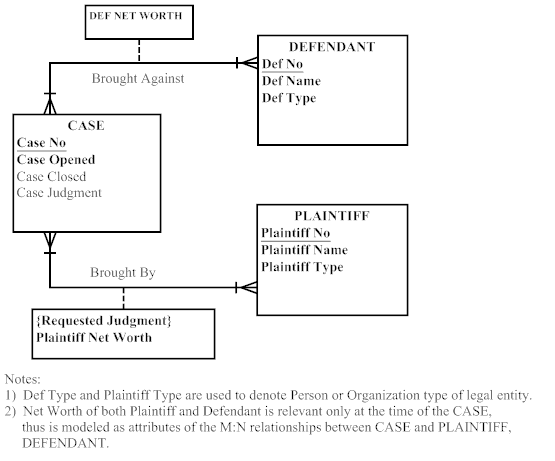 DEF NET WORTH
DEFENDANT
Def No
Def Name
Def Type
Brought Against
CASE
Case No
Case Opened
Case Closed
Case Judgment
PLAINTIFF
Plaintiff No
Plaintiff Name
Plaintiff Type
Brought By
{Requested Judgment}
Plaintiff Net Worth
Notes:
1) Def Type and Plaintiff Type are used to denote Person or Organization type of legal entity.
2) Net Worth of both Plaintiff and Defendant is relevant only at the time of the CASE,
thus is modeled as attributes of the M:N relationships between CASE and PLAINTIFF,
DEFENDANT.